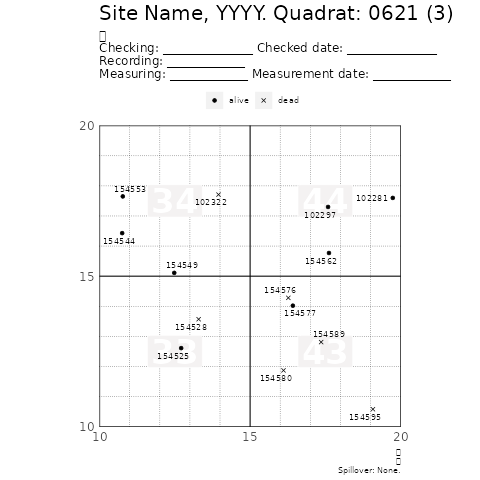 Site Name, YYYY. Quadrat: 0621 (3)
Checking: ______________ Checked date: ______________
Recording: ____________
Measuring: ____________ Measurement date: ____________
alive dead
20
34 44
154553
102322
102281
102297
154544
154562
154549
15
154576
154577
154528
154589
33 43
154525
154580
154595
10
10 15 20
Spillover: None.